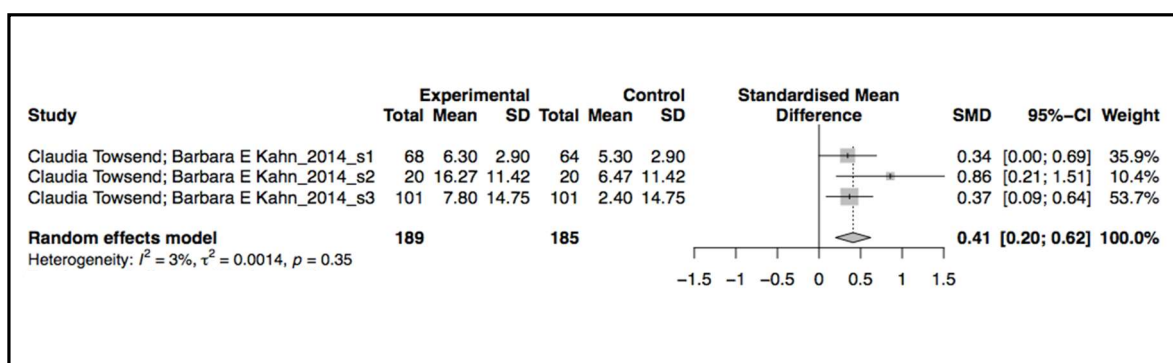 Experimental Control Standardised Mean
Study Total Mean SD Total Mean SD Difference SMD 95%−CI Weight
Claudia Towsend; Barbara E Kahn_2014_s1 68 6.30 2.90 64 5.30 2.90 0.34 [0.00; 0.69] 35.9%
Claudia Towsend; Barbara E Kahn_2014_s2 20 16.27 11.42 20 6.47 11.42 0.86 [0.21; 1.51] 10.4%
Claudia Towsend; Barbara E Kahn_2014_s3 101 7.80 14.75 101 2.40 14.75 0.37 [0.09; 0.64] 53.7%
Random effects model 189 185 0.41 [0.20; 0.62] 100.0%
Heterogeneity: I² = 3%, τ² = 0.0014, p = 0.35
−1.5 −1 −0.5 0 0.5 1 1.5